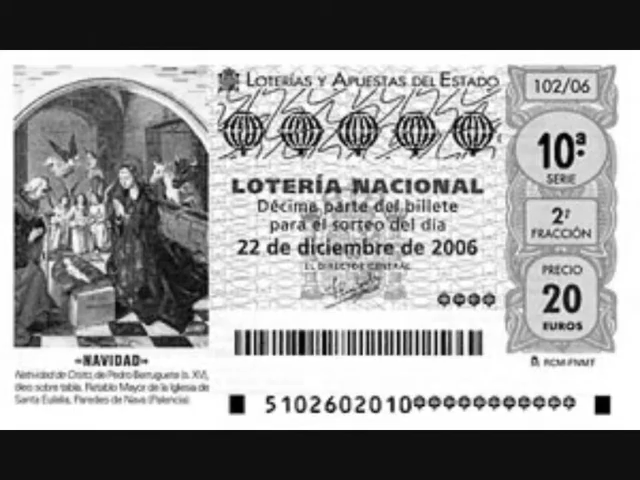 LOTERÍAS Y APUESTAS DEL ESTADO
102/06
10ª
SERIE
LOTERÍA NACIONAL
Décima parte del billete
para el sorteo del día
22 de diciembre de 2006
EL DIRECTOR GENERAL
2ª
FRACCIÓN
PRECIO
20
EUROS
RCM-FNMT
NAVIDAD
Natividad de Cristo, de Pedro Berruguete (s. XV),
óleo sobre tabla. Retablo Mayor de la Iglesia de
Santa Eulalia, Paredes de Nava (Palencia)
5102602010